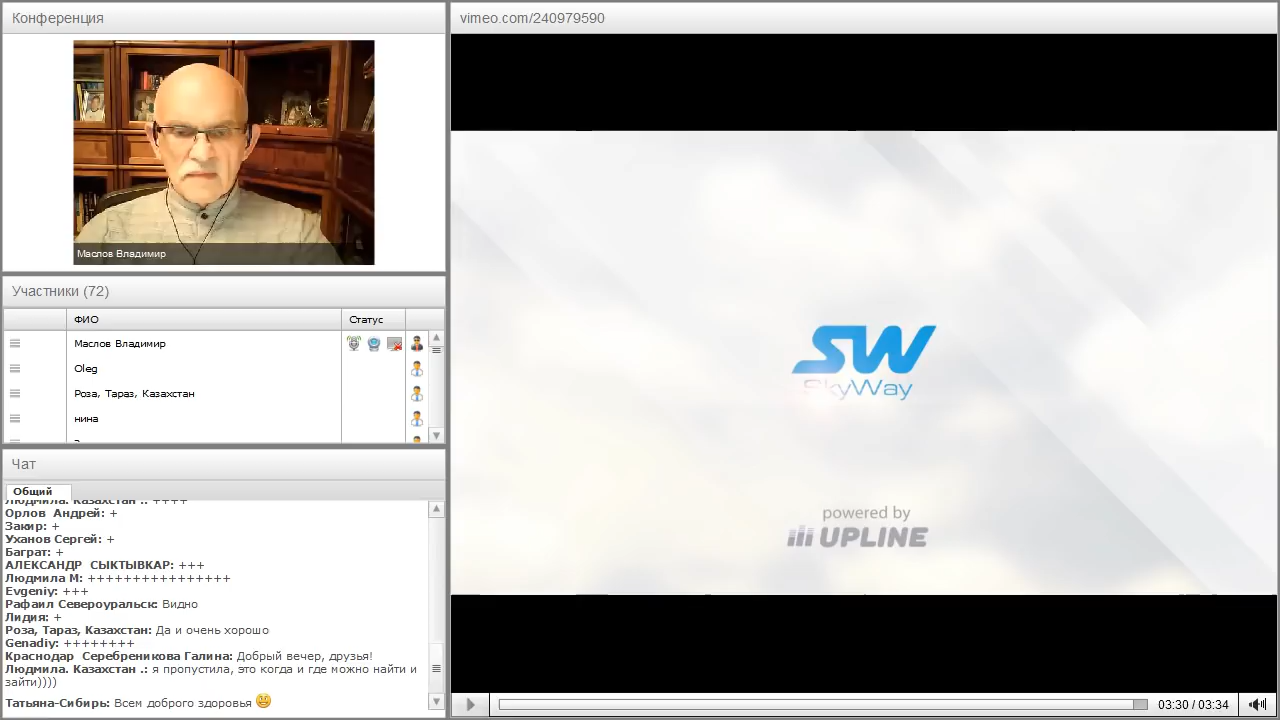 Конференция
Маслов Владимир
Участники (72)
ФИО
Статус
Маслов Владимир
Oleg
Роза, Тараз, Казахстан
нина
Чат
Общий
Людмила. Казахстан .: ++++
Орлов Андрей: +
Закир: +
Уханов Сергей: +
Баграт: +
АЛЕКСАНДР СЫКТЫВКАР: +++
Людмила М: ++++++++++++++++
Evgeniy: +++
Рафаил Североуральск: Видно
Лидия: +
Роза, Тараз, Казахстан: Да и очень хорошо
Genadiy: ++++++++
Краснодар Серебреникова Галина: Добрый вечер, друзья!
Людмила. Казахстан .: я пропустила, это когда и где можно найти и
зайти))))
Татьяна-Сибирь: Всем доброго здоровья
vimeo.com/240979590
SW
SkyWay
powered by
UPLINE
03:30 / 03:34